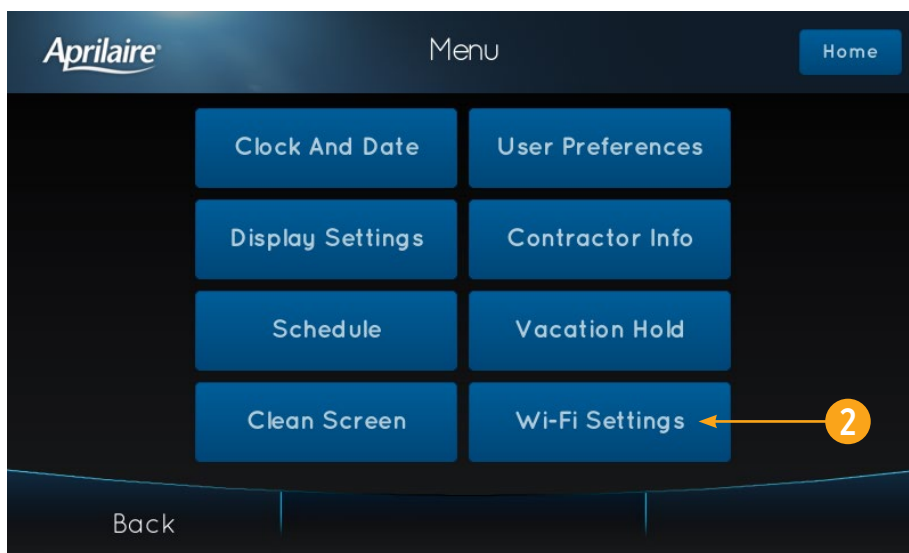 Aprilaire® Menu Home
Clock And Date User Preferences
Display Settings Contractor Info
Schedule Vacation Hold
Clean Screen Wi-Fi Settings 2
Back